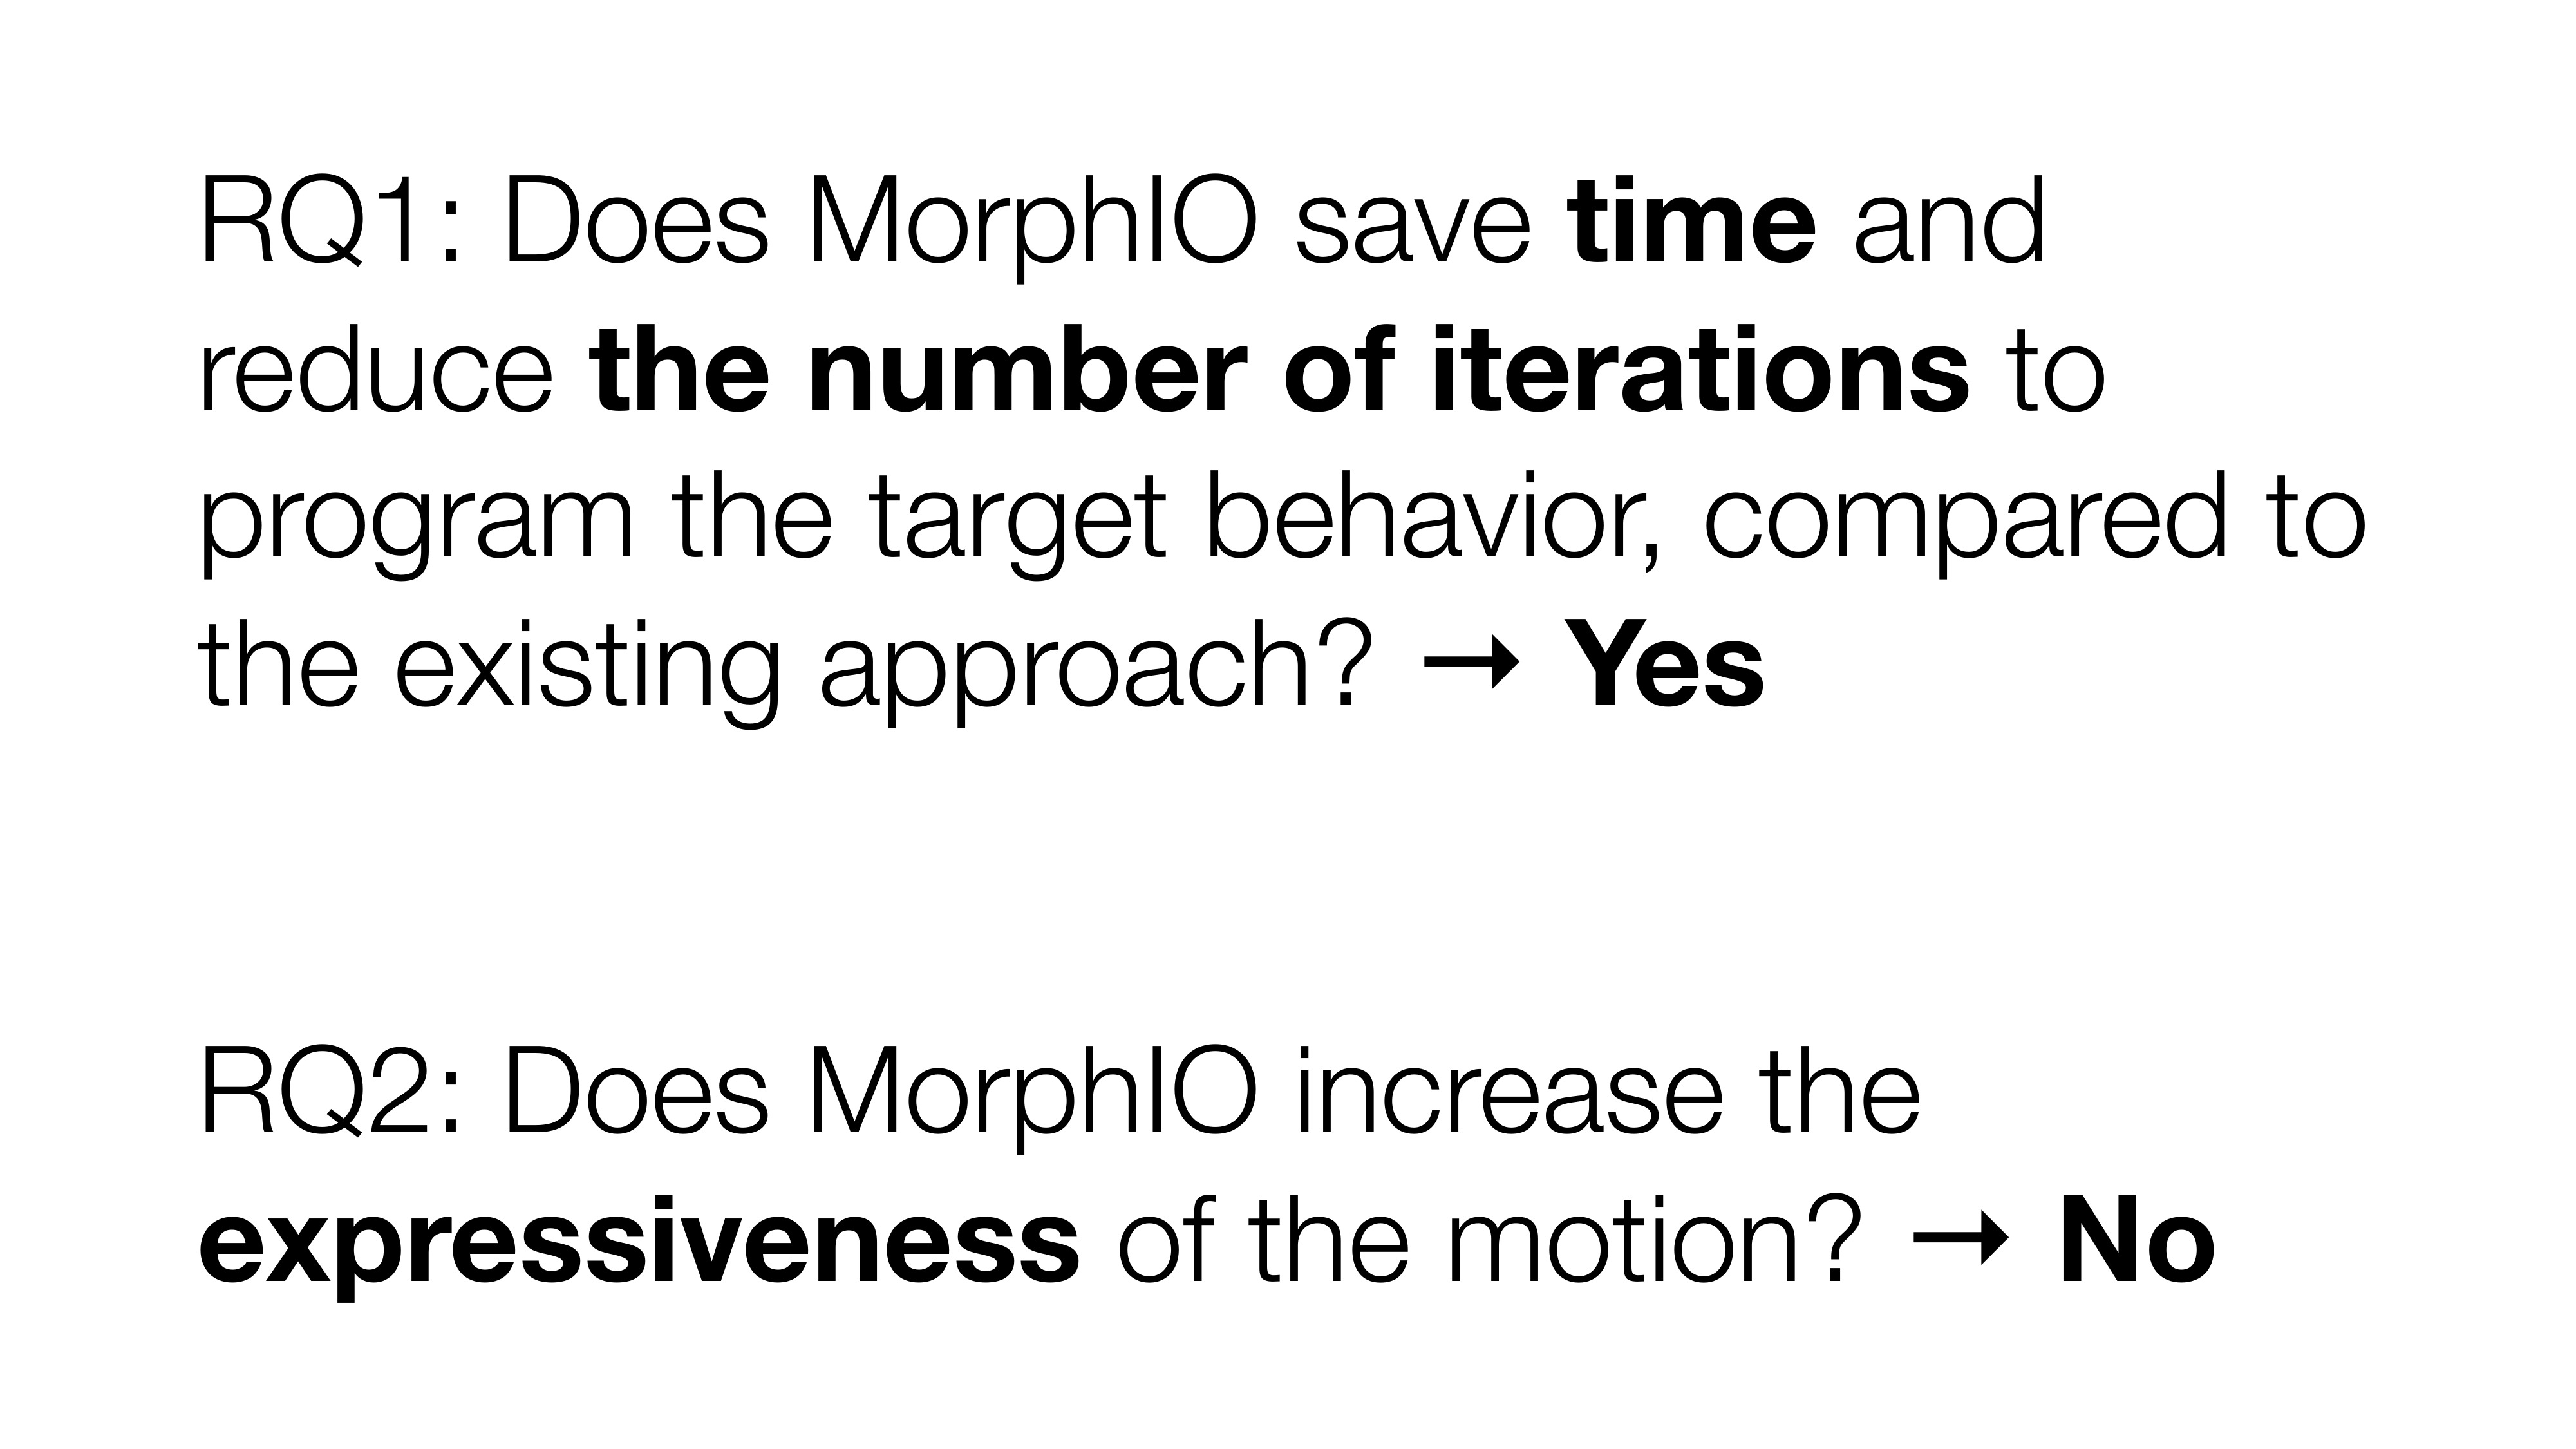 RQ1: Does MorphIO save time and
reduce the number of iterations to
program the target behavior, compared to
the existing approach? → Yes
RQ2: Does MorphIO increase the
expressiveness of the motion? → No